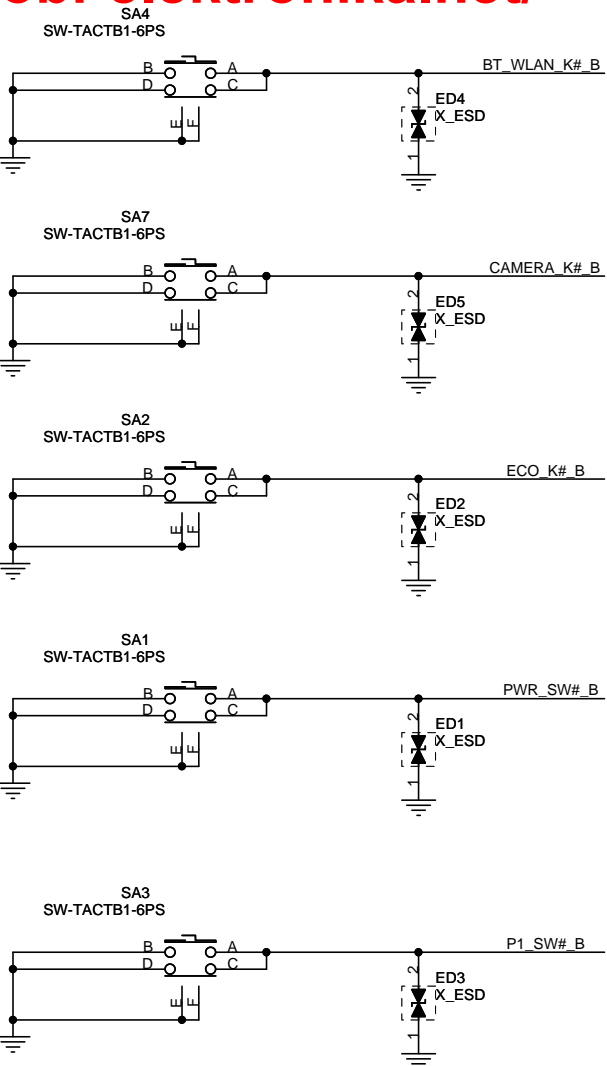 elektronika.net/
SA4
SW-TACTB1-6PS
B A BT_WLAN_K#_B
D C
2 ED4
E F X_ESD
1
SA7
SW-TACTB1-6PS
B A CAMERA_K#_B
D C
2 ED5
E F X_ESD
1
SA2
SW-TACTB1-6PS
B A ECO_K#_B
D C
2 ED2
E F X_ESD
1
SA1
SW-TACTB1-6PS
B A PWR_SW#_B
D C
2 ED1
E F X_ESD
1
SA3
SW-TACTB1-6PS
B A P1_SW#_B
D C
2 ED3
E F X_ESD
1